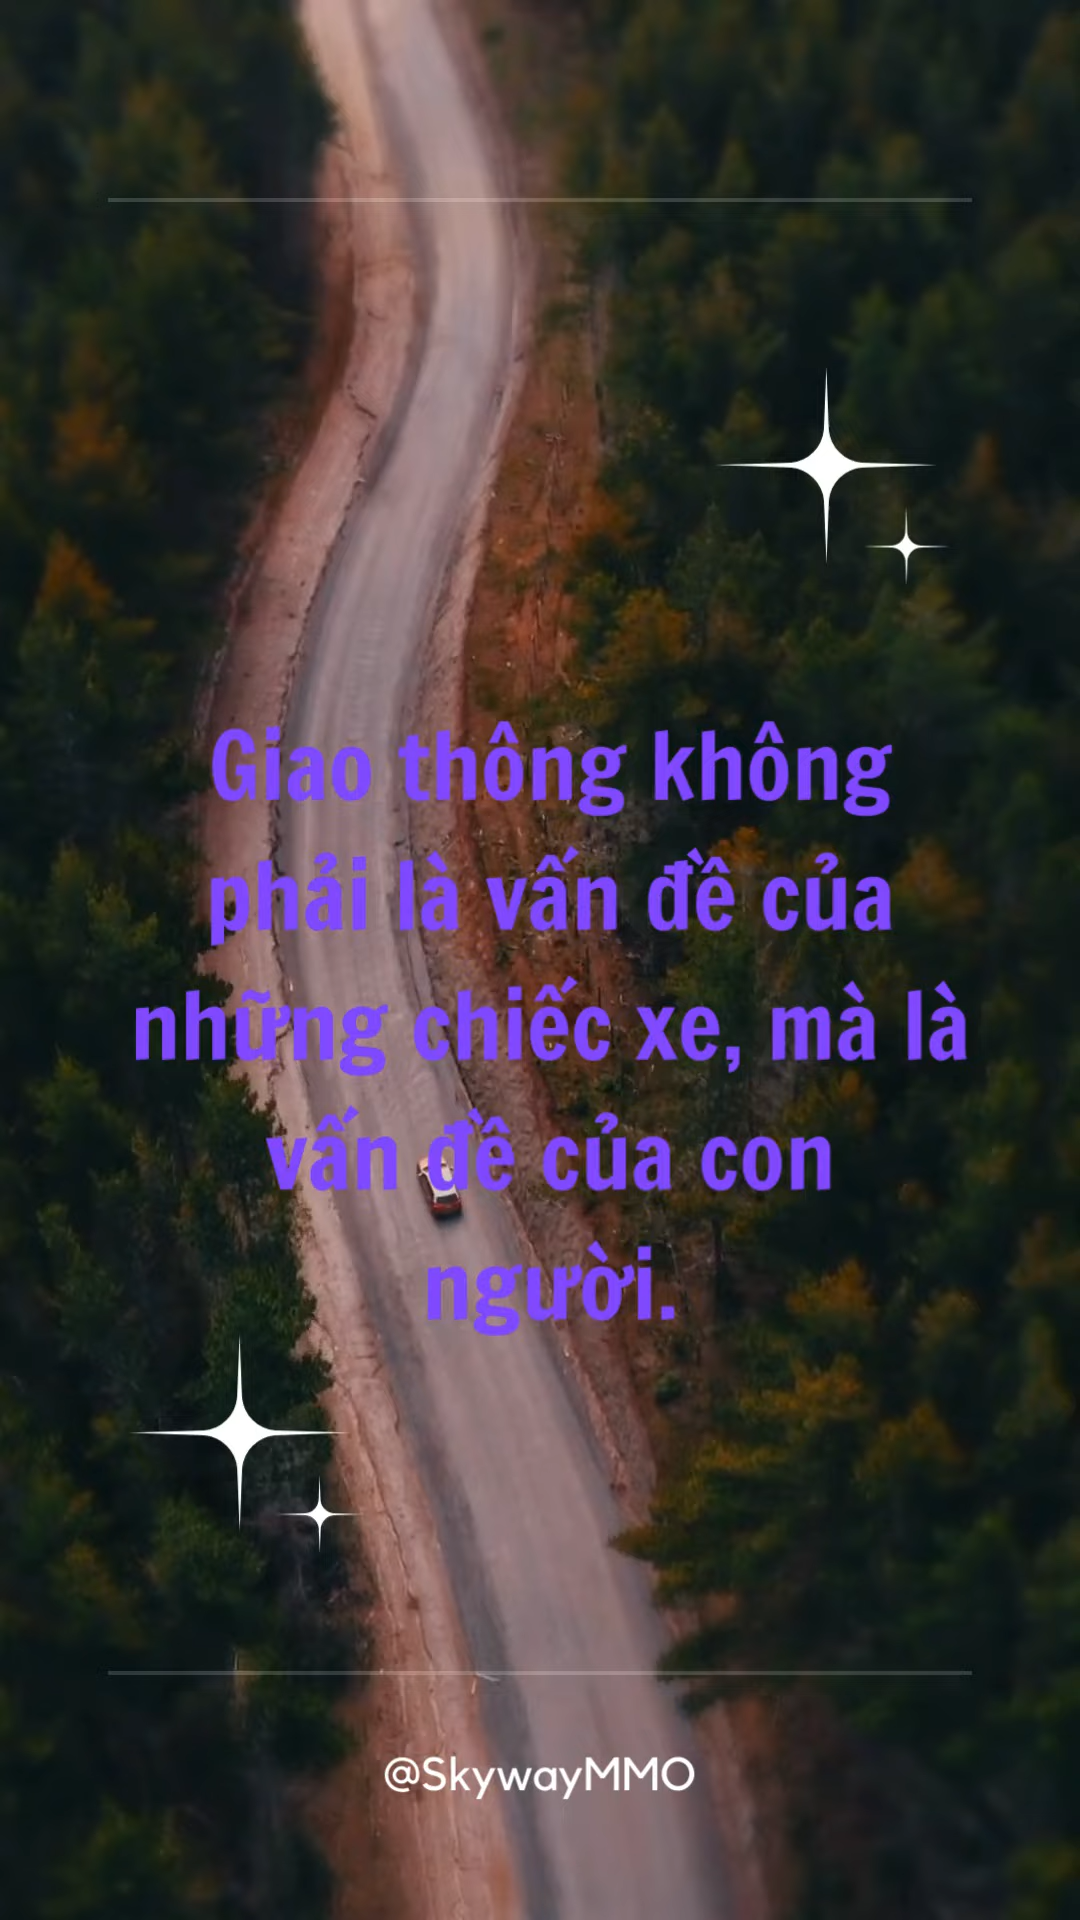 Giao thông không
phải là vấn đề của
những chiếc xe, mà là
vấn đề của con
người.
@SkywayMMO